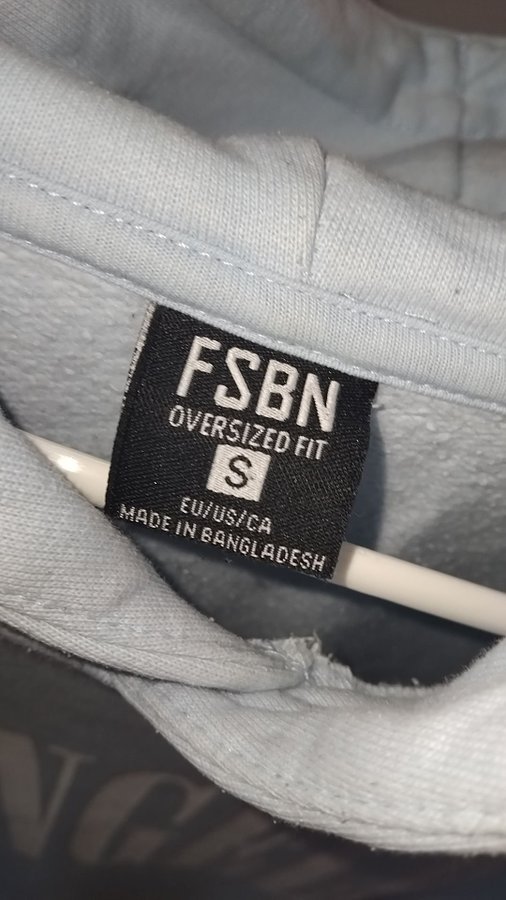 FSBN
OVERSIZED FIT
S
EU/US/CA
MADE IN BANGLADESH